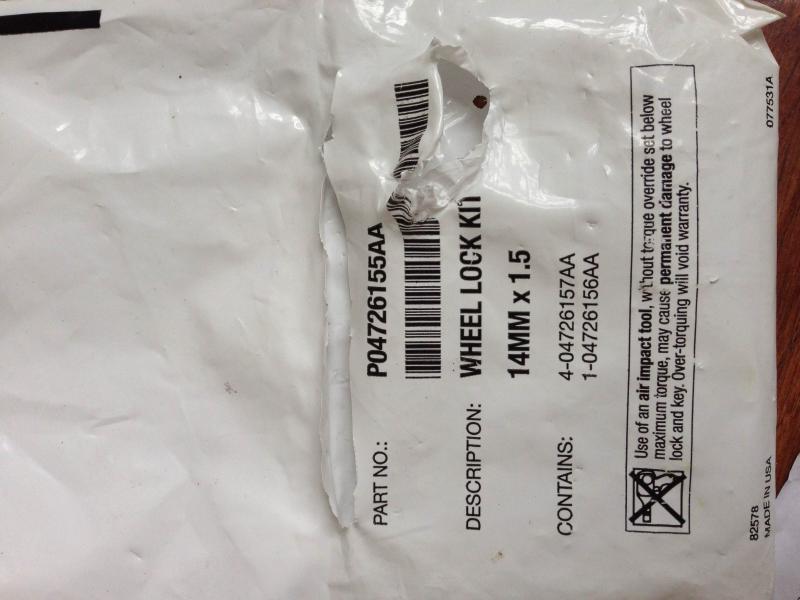 PART NO.: P04726155AA
DESCRIPTION: WHEEL LOCK KIT
14MM x 1.5
CONTAINS: 4-04726157AA
1-04726156AA
Use of an air impact tool, without torque override set below
maximum torque, may cause permanent damage to wheel
lock and key. Over-torquing will void warranty.
82578
MADE IN USA
077531A